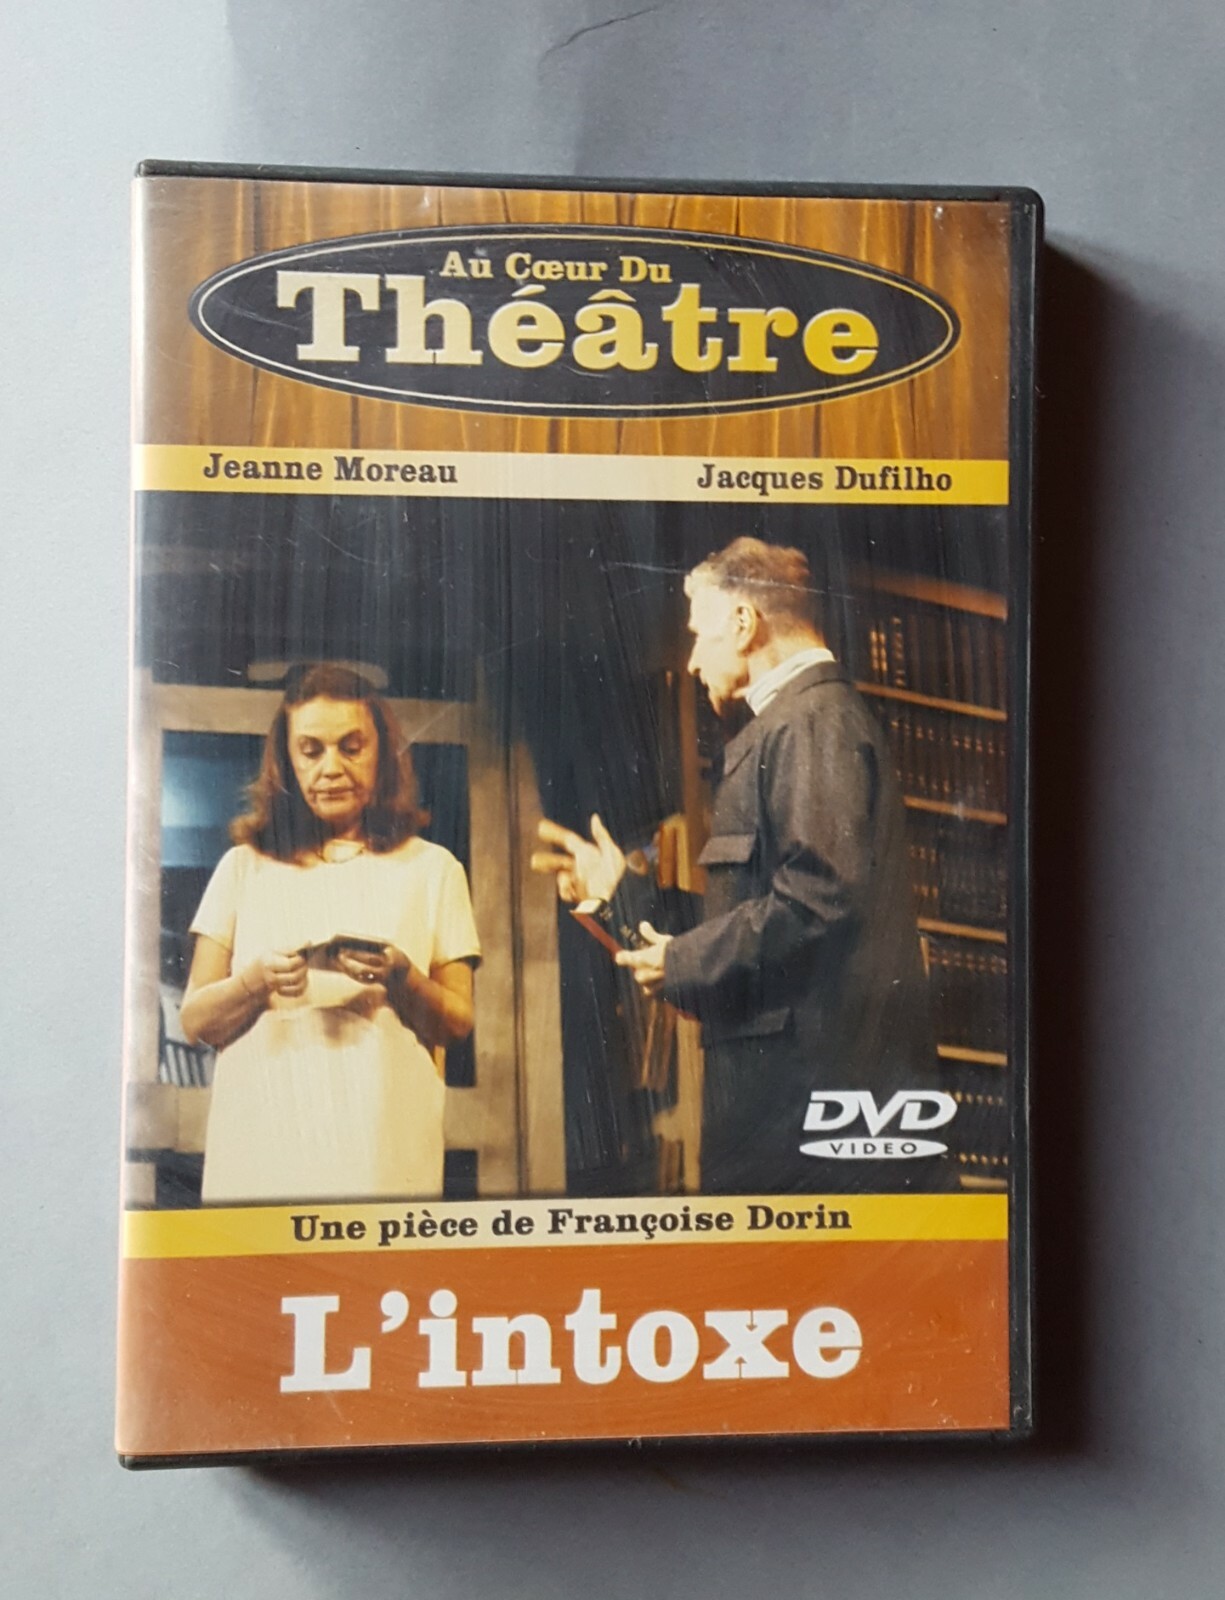 Au Cœur Du
Théâtre
Jeanne Moreau
Jacques Dufilho
DVD
VIDEO
Une pièce de Françoise Dorin
L'intoxe